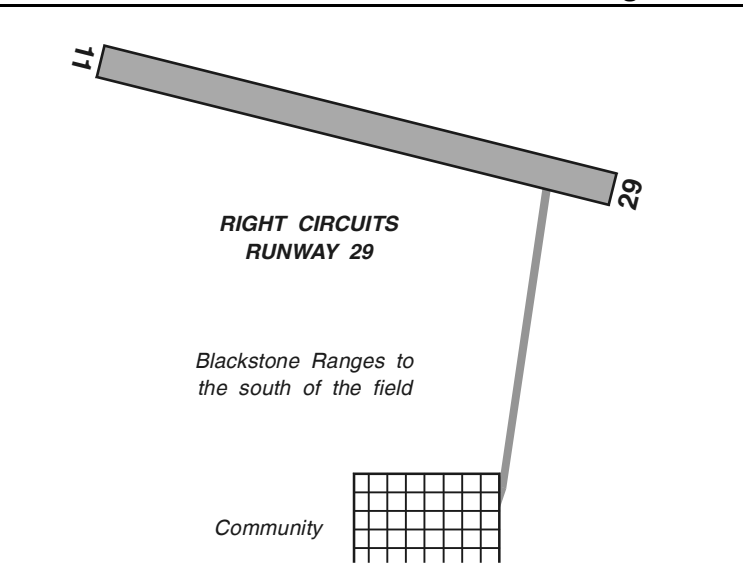 11
29
RIGHT CIRCUITS
RUNWAY 29
Blackstone Ranges to
the south of the field
Community